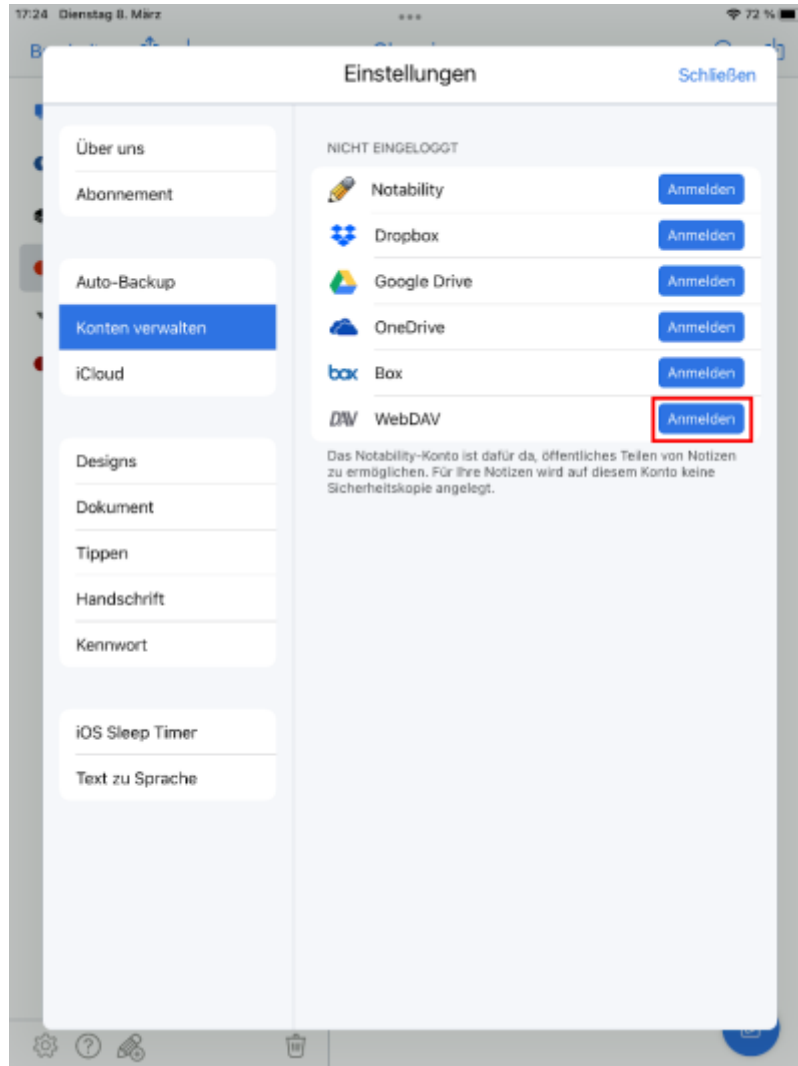 17:24 Dienstag 8. März
72 %
Einstellungen
Schließen
Über uns
Abonnement
Auto-Backup
Konten verwalten
iCloud
Designs
Dokument
Tippen
Handschrift
Kennwort
iOS Sleep Timer
Text zu Sprache
NICHT EINGELOGGT
Notability Anmelden
Dropbox Anmelden
Google Drive Anmelden
OneDrive Anmelden
box Box Anmelden
DAV WebDAV Anmelden
Das Notability-Konto ist dafür da, öffentliches Teilen von Notizen
zu ermöglichen. Für Ihre Notizen wird auf diesem Konto keine
Sicherheitskopie angelegt.